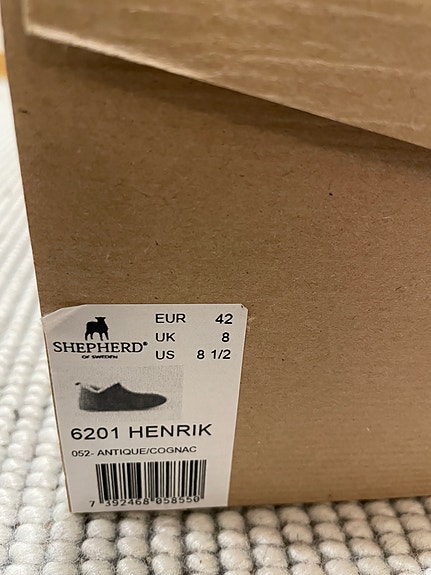 SHEPHERD®
OF SWEDEN
EUR 42
UK 8
US 8 1/2
6201 HENRIK
052- ANTIQUE/COGNAC
7 392468 058550